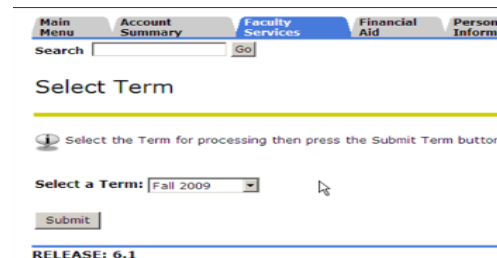 Main Menu Account Summary Faculty Services Financial Aid
Search Go
Select Term
Select the Term for processing then press the Submit Term
Select a Term: Fall 2009
Submit
RELEASE: 6.1